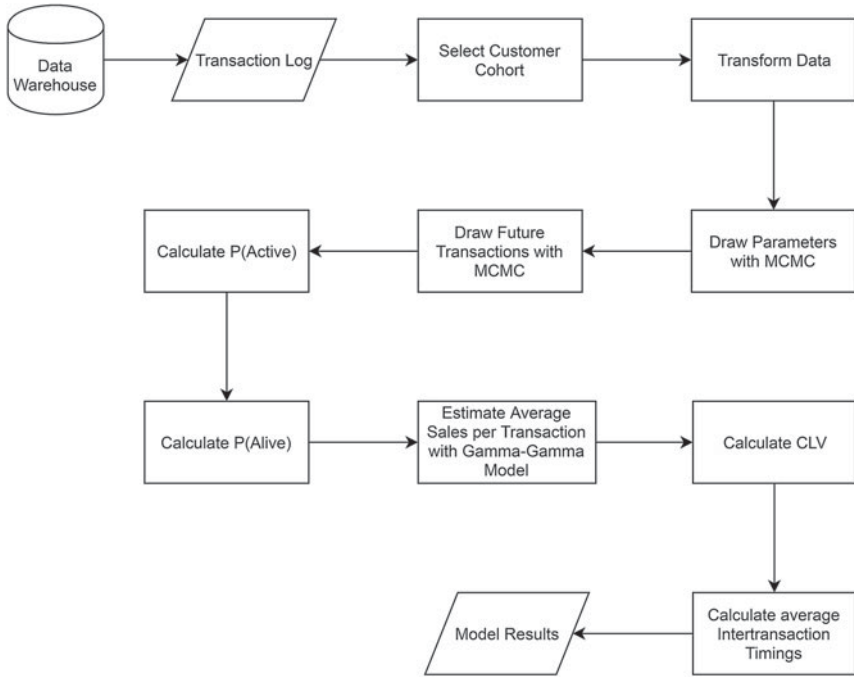 Data
Warehouse
Transaction Log
Select Customer
Cohort
Transform Data
Calculate P(Active)
Draw Future
Transactions with
MCMC
Draw Parameters
with MCMC
Calculate P(Alive)
Estimate Average
Sales per Transaction
with Gamma-Gamma
Model
Calculate CLV
Model Results
Calculate average
Intertransaction
Timings